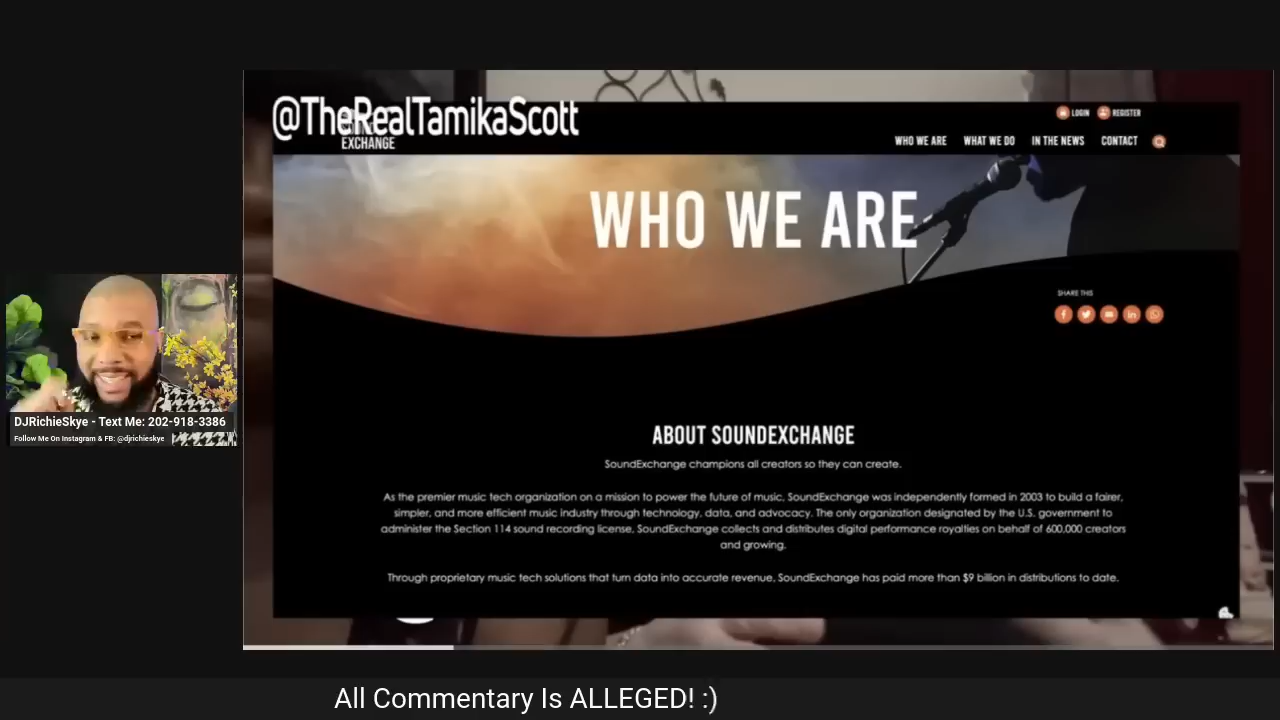 @TheRealTamikaScott
EXCHANGE
LOGIN REGISTER
WHO WE ARE WHAT WE DO IN THE NEWS CONTACT
WHO WE ARE
SHARE THIS
ABOUT SOUNDEXCHANGE
SoundExchange champions all creators so they can create.
As the premier music tech organization on a mission to power the future of music, SoundExchange was independently formed in 2003 to build a fairer,
simpler, and more efficient music industry through technology, data, and advocacy. The only organization designated by the U.S. government to
administer the Section 114 sound recording license, SoundExchange collects and distributes digital performance royalties on behalf of 600,000 creators
and growing.
Through proprietary music tech solutions that turn data into accurate revenue, SoundExchange has paid more than $9 billion in distributions to date.
DJRichieSkye - Text Me: 202-918-3386
Follow Me On Instagram & FB: @djrichieskye
All Commentary Is ALLEGED! :)